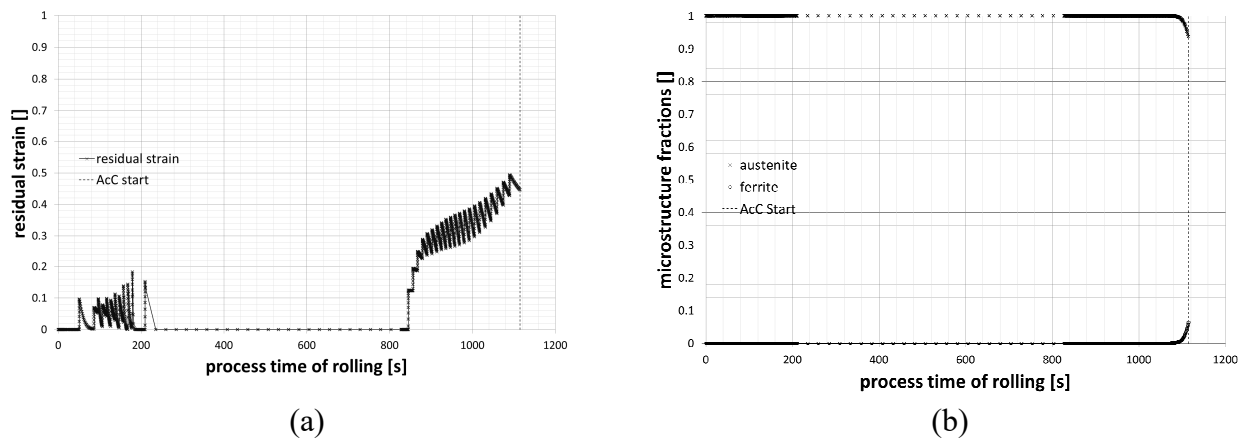 1
0.9
0.8
0.7
0.6
0.5
0.4
0.3
0.2
0.1
0
residual strain []
residual strain
AcC start
0 200 400 600 800 1000 1200
process time of rolling [s]
(a)
1
0.9
0.8
0.7
0.6
0.5
0.4
0.3
0.2
0.1
0
microstructure fractions []
austenite
ferrite
AcC Start
0 200 400 600 800 1000 1200
process time of rolling [s]
(b)